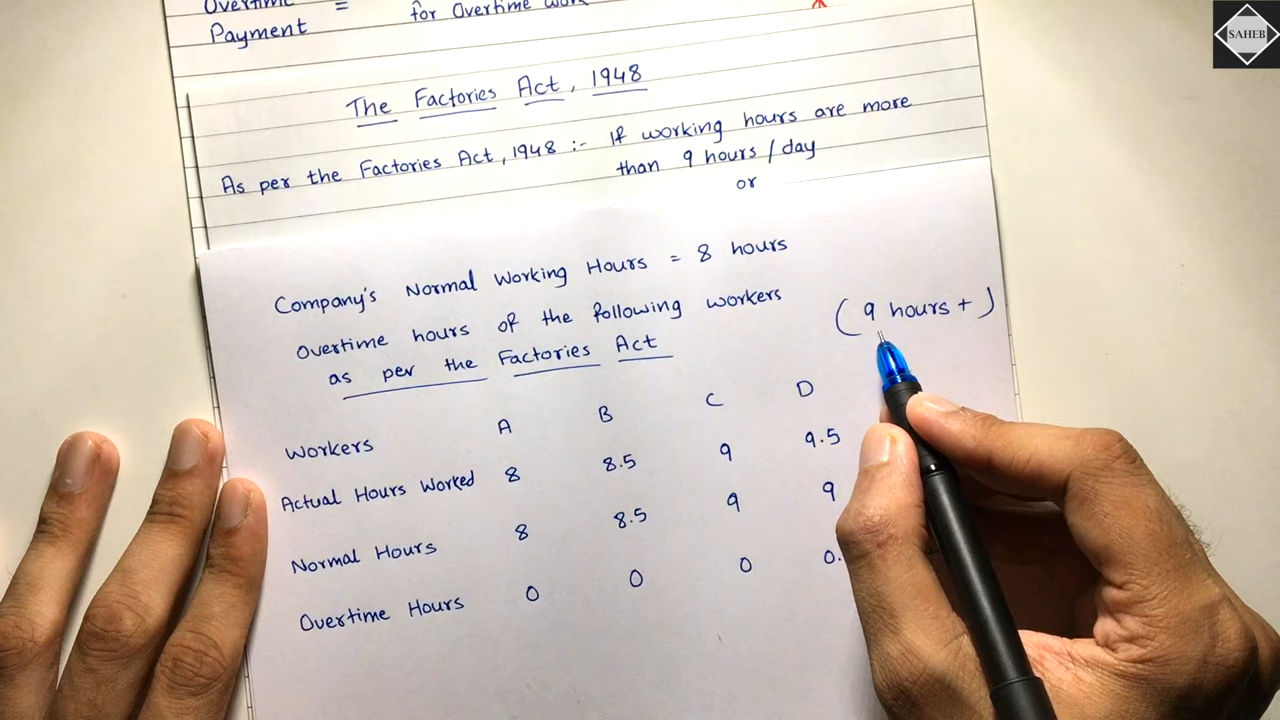 Overtime = for Overtime work
Payment
The Factories Act, 1948
As per the Factories Act, 1948 :- If working hours are more
than 9 hours / day
or
Company's Normal Working Hours = 8 hours
Overtime hours of the following workers (9 hours +)
as per the Factories Act
Workers A B C D
Actual Hours Worked 8 8.5 9 9.5
Normal Hours 8 8.5 9 9
Overtime Hours 0 0 0 0.
SAHEB